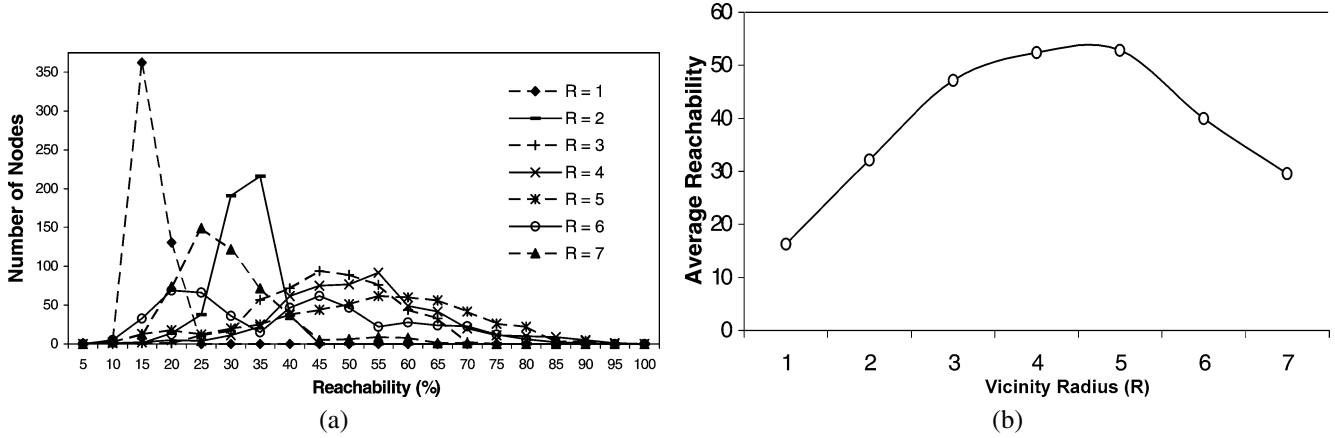 350
300
250
200
150
100
50
0
Number of Nodes
5 10 15 20 25 30 35 40 45 50 55 60 65 70 75 80 85 90 95 100
Reachability (%)
R = 1
R = 2
R = 3
R = 4
R = 5
R = 6
R = 7
(a)
60
50
40
30
20
10
0
Average Reachability
1 2 3 4 5 6 7
Vicinity Radius (R)
(b)